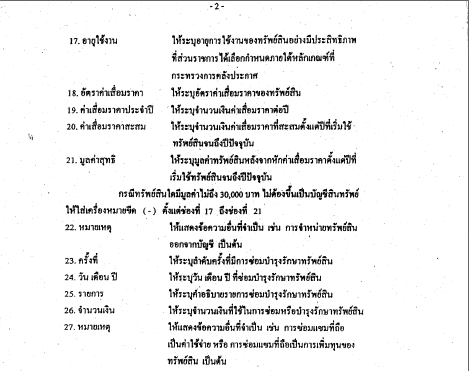 - 2 -
17. อายุใช้งาน ให้ระบุอายุการใช้งานของทรัพย์สินอย่างมีประสิทธิภาพ
ที่ส่วนราชการได้เลือกกำหนดภายใต้หลักเกณฑ์ที่
กระทรวงการคลังประกาศ
18. อัตราค่าเสื่อมราคา ให้ระบุอัตราค่าเสื่อมราคาของทรัพย์สิน
19. ค่าเสื่อมราคาประจำปี ให้ระบุจำนวนเงินค่าเสื่อมราคาต่อปี
20. ค่าเสื่อมราคาสะสม ให้ระบุจำนวนเงินค่าเสื่อมราคาที่สะสมตั้งแต่ปีที่เริ่มใช้
ทรัพย์สินจนถึงปีปัจจุบัน
21. มูลค่าสุทธิ ให้ระบุมูลค่าทรัพย์สินหลังจากหักค่าเสื่อมราคาตั้งแต่ปีที่
เริ่มใช้ทรัพย์สินจนถึงปีปัจจุบัน
กรณีทรัพย์สินใดมีมูลค่าไม่ถึง 30,000 บาท ไม่ต้องขึ้นเป็นบัญชีสินทรัพย์
ให้ใส่เครื่องหมายขีด ( - ) ตั้งแต่ช่องที่ 17 ถึงช่องที่ 21
22. หมายเหตุ ให้แสดงข้อความอื่นที่จำเป็น เช่น การจำหน่ายทรัพย์สิน
ออกจากบัญชี เป็นต้น
23. ครั้งที่ ให้ระบุลำดับครั้งที่มีการซ่อมบำรุงรักษาทรัพย์สิน
24. วัน เดือน ปี ให้ระบุวัน เดือน ปี ที่ซ่อมบำรุงรักษาทรัพย์สิน
25. รายการ ให้ระบุคำอธิบายรายการซ่อมบำรุงรักษาทรัพย์สิน
26. จำนวนเงิน ให้ระบุจำนวนเงินที่ใช้ในการซ่อมหรือบำรุงรักษาทรัพย์สิน
27. หมายเหตุ ให้แสดงข้อความอื่นที่จำเป็น เช่น การซ่อมแซมที่ถือ
เป็นค่าใช้จ่าย หรือ การซ่อมแซมที่ถือเป็นการเพิ่มทุนของ
ทรัพย์สิน เป็นต้น